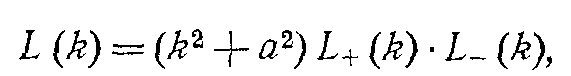 L (k) = (k² + a²) L₊ (k) · L₋ (k),